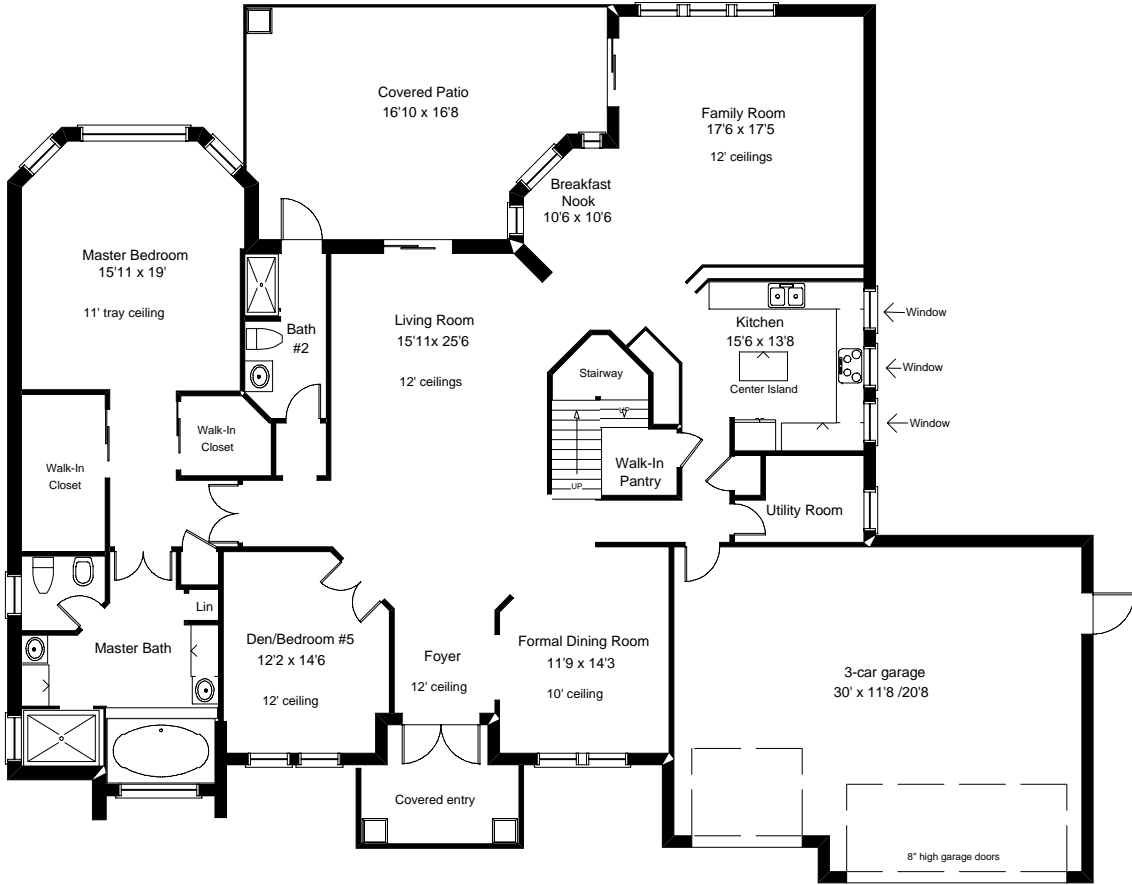 Covered Patio
16'10 x 16'8
Family Room
17'6 x 17'5
12' ceilings
Breakfast
Nook
10'6 x 10'6
Master Bedroom
15'11 x 19'
11' tray ceiling
Living Room
15'11x 25'6
12' ceilings
Bath
#2
Kitchen
15'6 x 13'8
Center Island
Window
Window
Window
Stairway
UP
UP
Walk-In
Closet
Walk-In
Closet
Walk-In
Pantry
Utility Room
Lin
Master Bath
Den/Bedroom #5
12'2 x 14'6
12' ceiling
Foyer
12' ceiling
Formal Dining Room
11'9 x 14'3
10' ceiling
3-car garage
30' x 11'8 /20'8
Covered entry
8" high garage doors